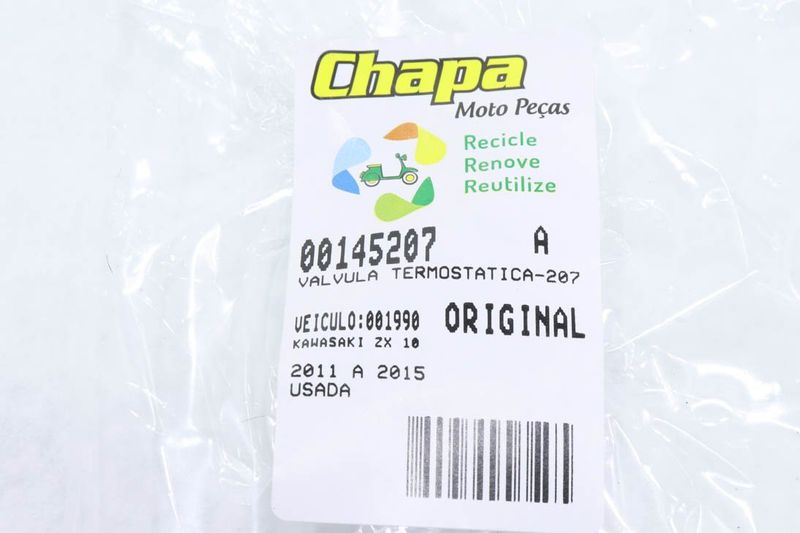 Chapa
Moto Peças
Recicle
Renove
Reutilize
00145207 A
VALVULA TERMOSTATICA-207
VEICULO:001990 ORIGINAL
KAWASAKI ZX 10
2011 A 2015
USADA